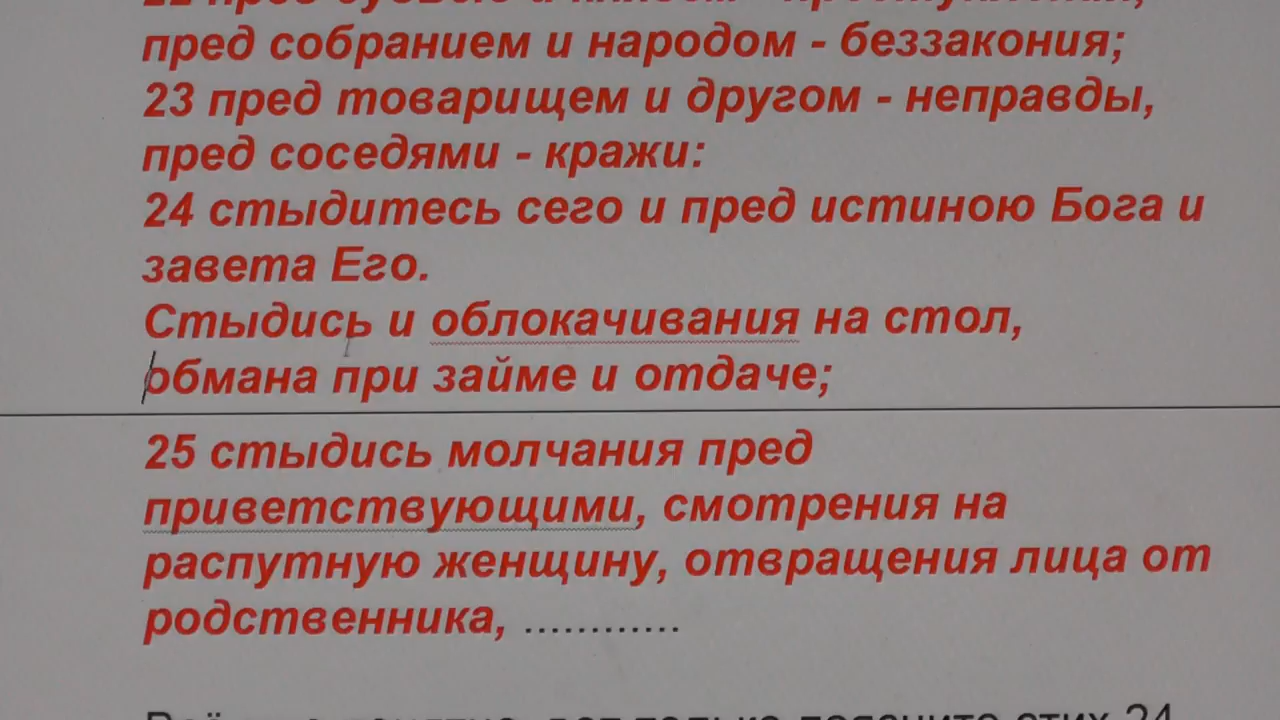 пред собранием и народом - беззакония;
23 пред товарищем и другом - неправды,
пред соседями - кражи:
24 стыдитесь сего и пред истиною Бога и
завета Его.
Стыдись и облокачивания на стол,
обмана при займе и отдаче;
25 стыдись молчания пред
приветствующими, смотрения на
распутную женщину, отвращения лица от
родственника, ............
стих 24